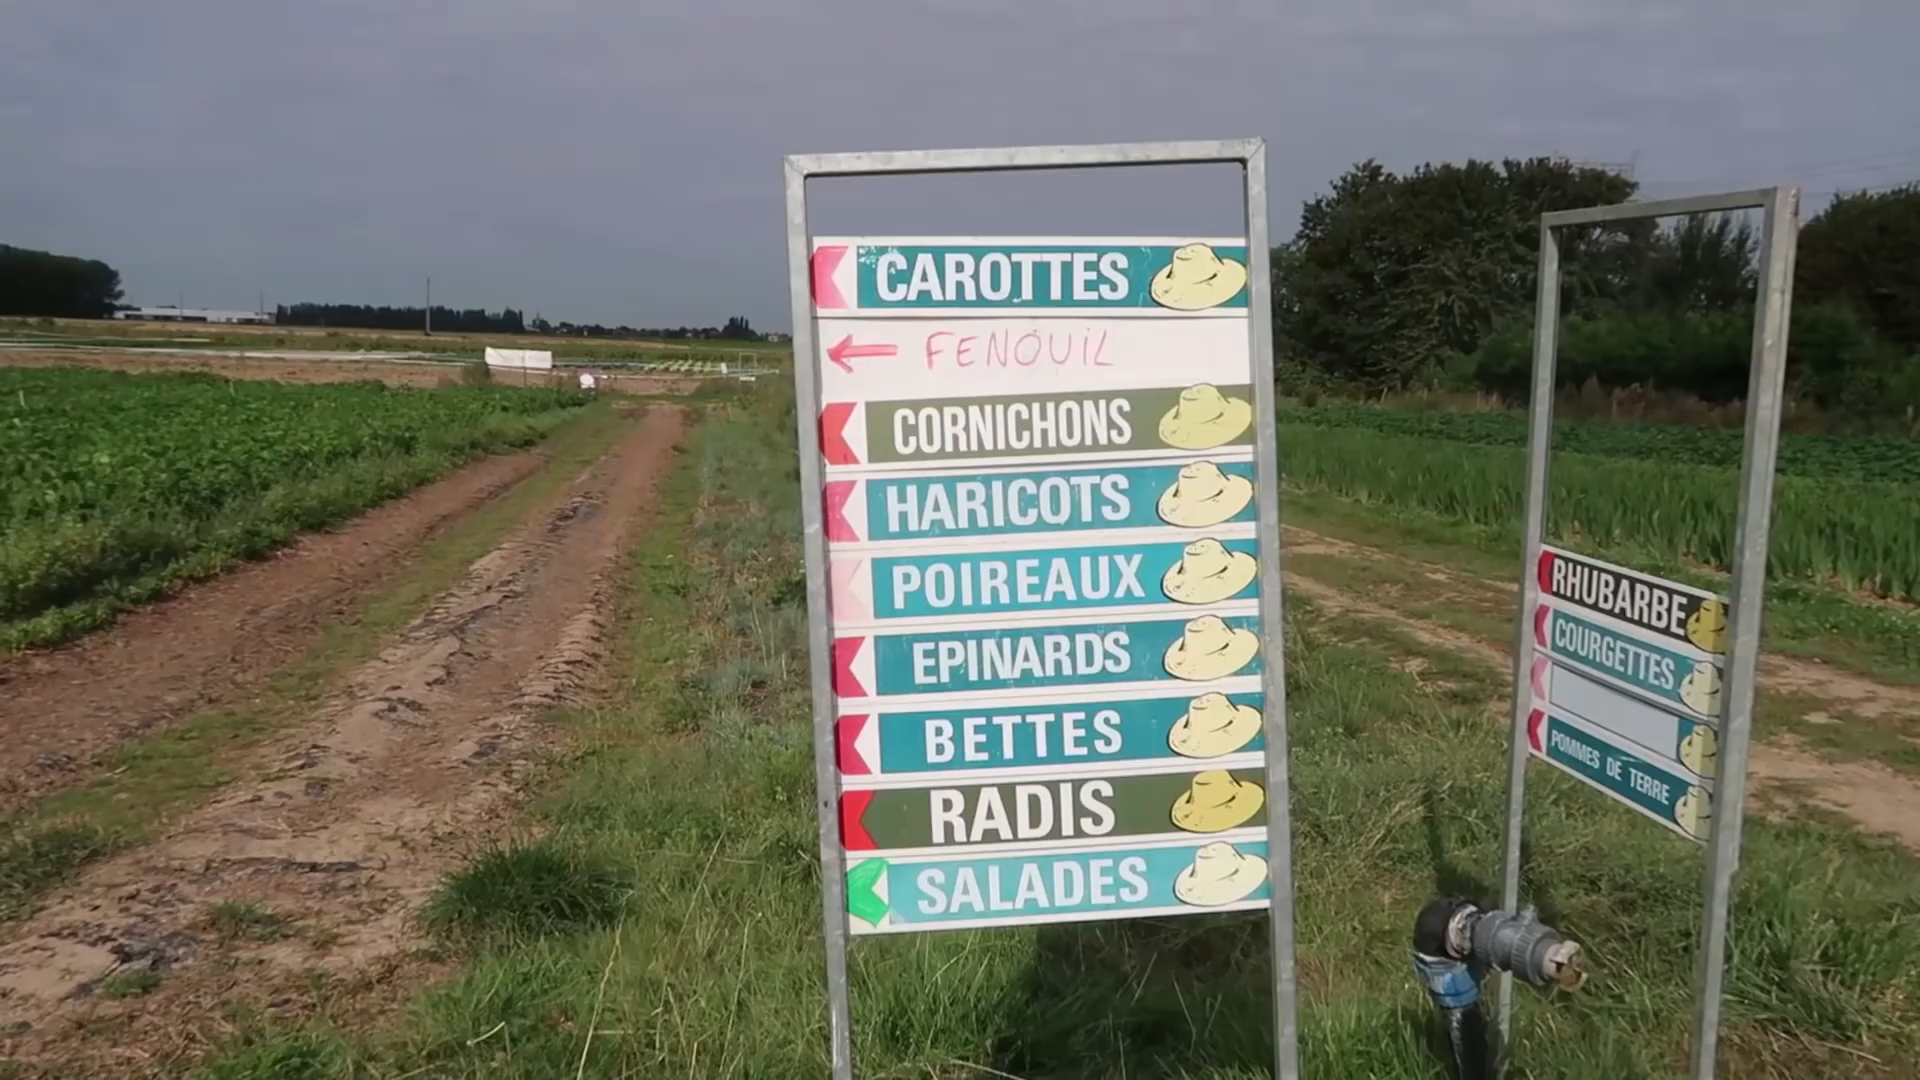 CAROTTES
FENOUIL
CORNICHONS
HARICOTS
POIREAUX
EPINARDS
BETTES
RADIS
SALADES
RHUBARBE
COURGETTES
POMMES DE TERRE